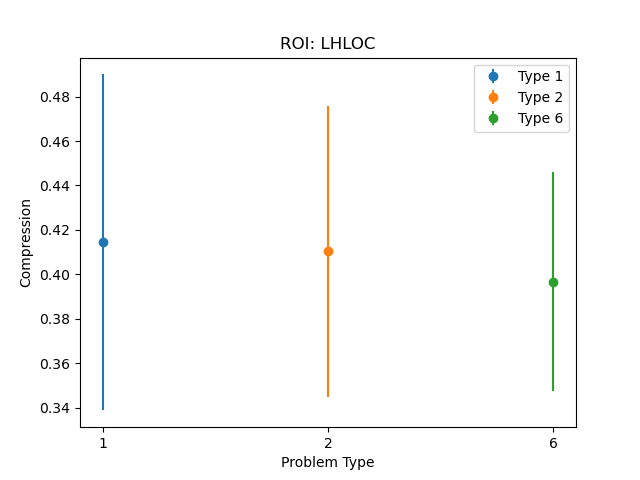 ROI: LHLOC
Type 1
Type 2
Type 6
0.48
0.46
0.44
0.42
0.40
0.38
0.36
0.34
Compression
1
2
6
Problem Type